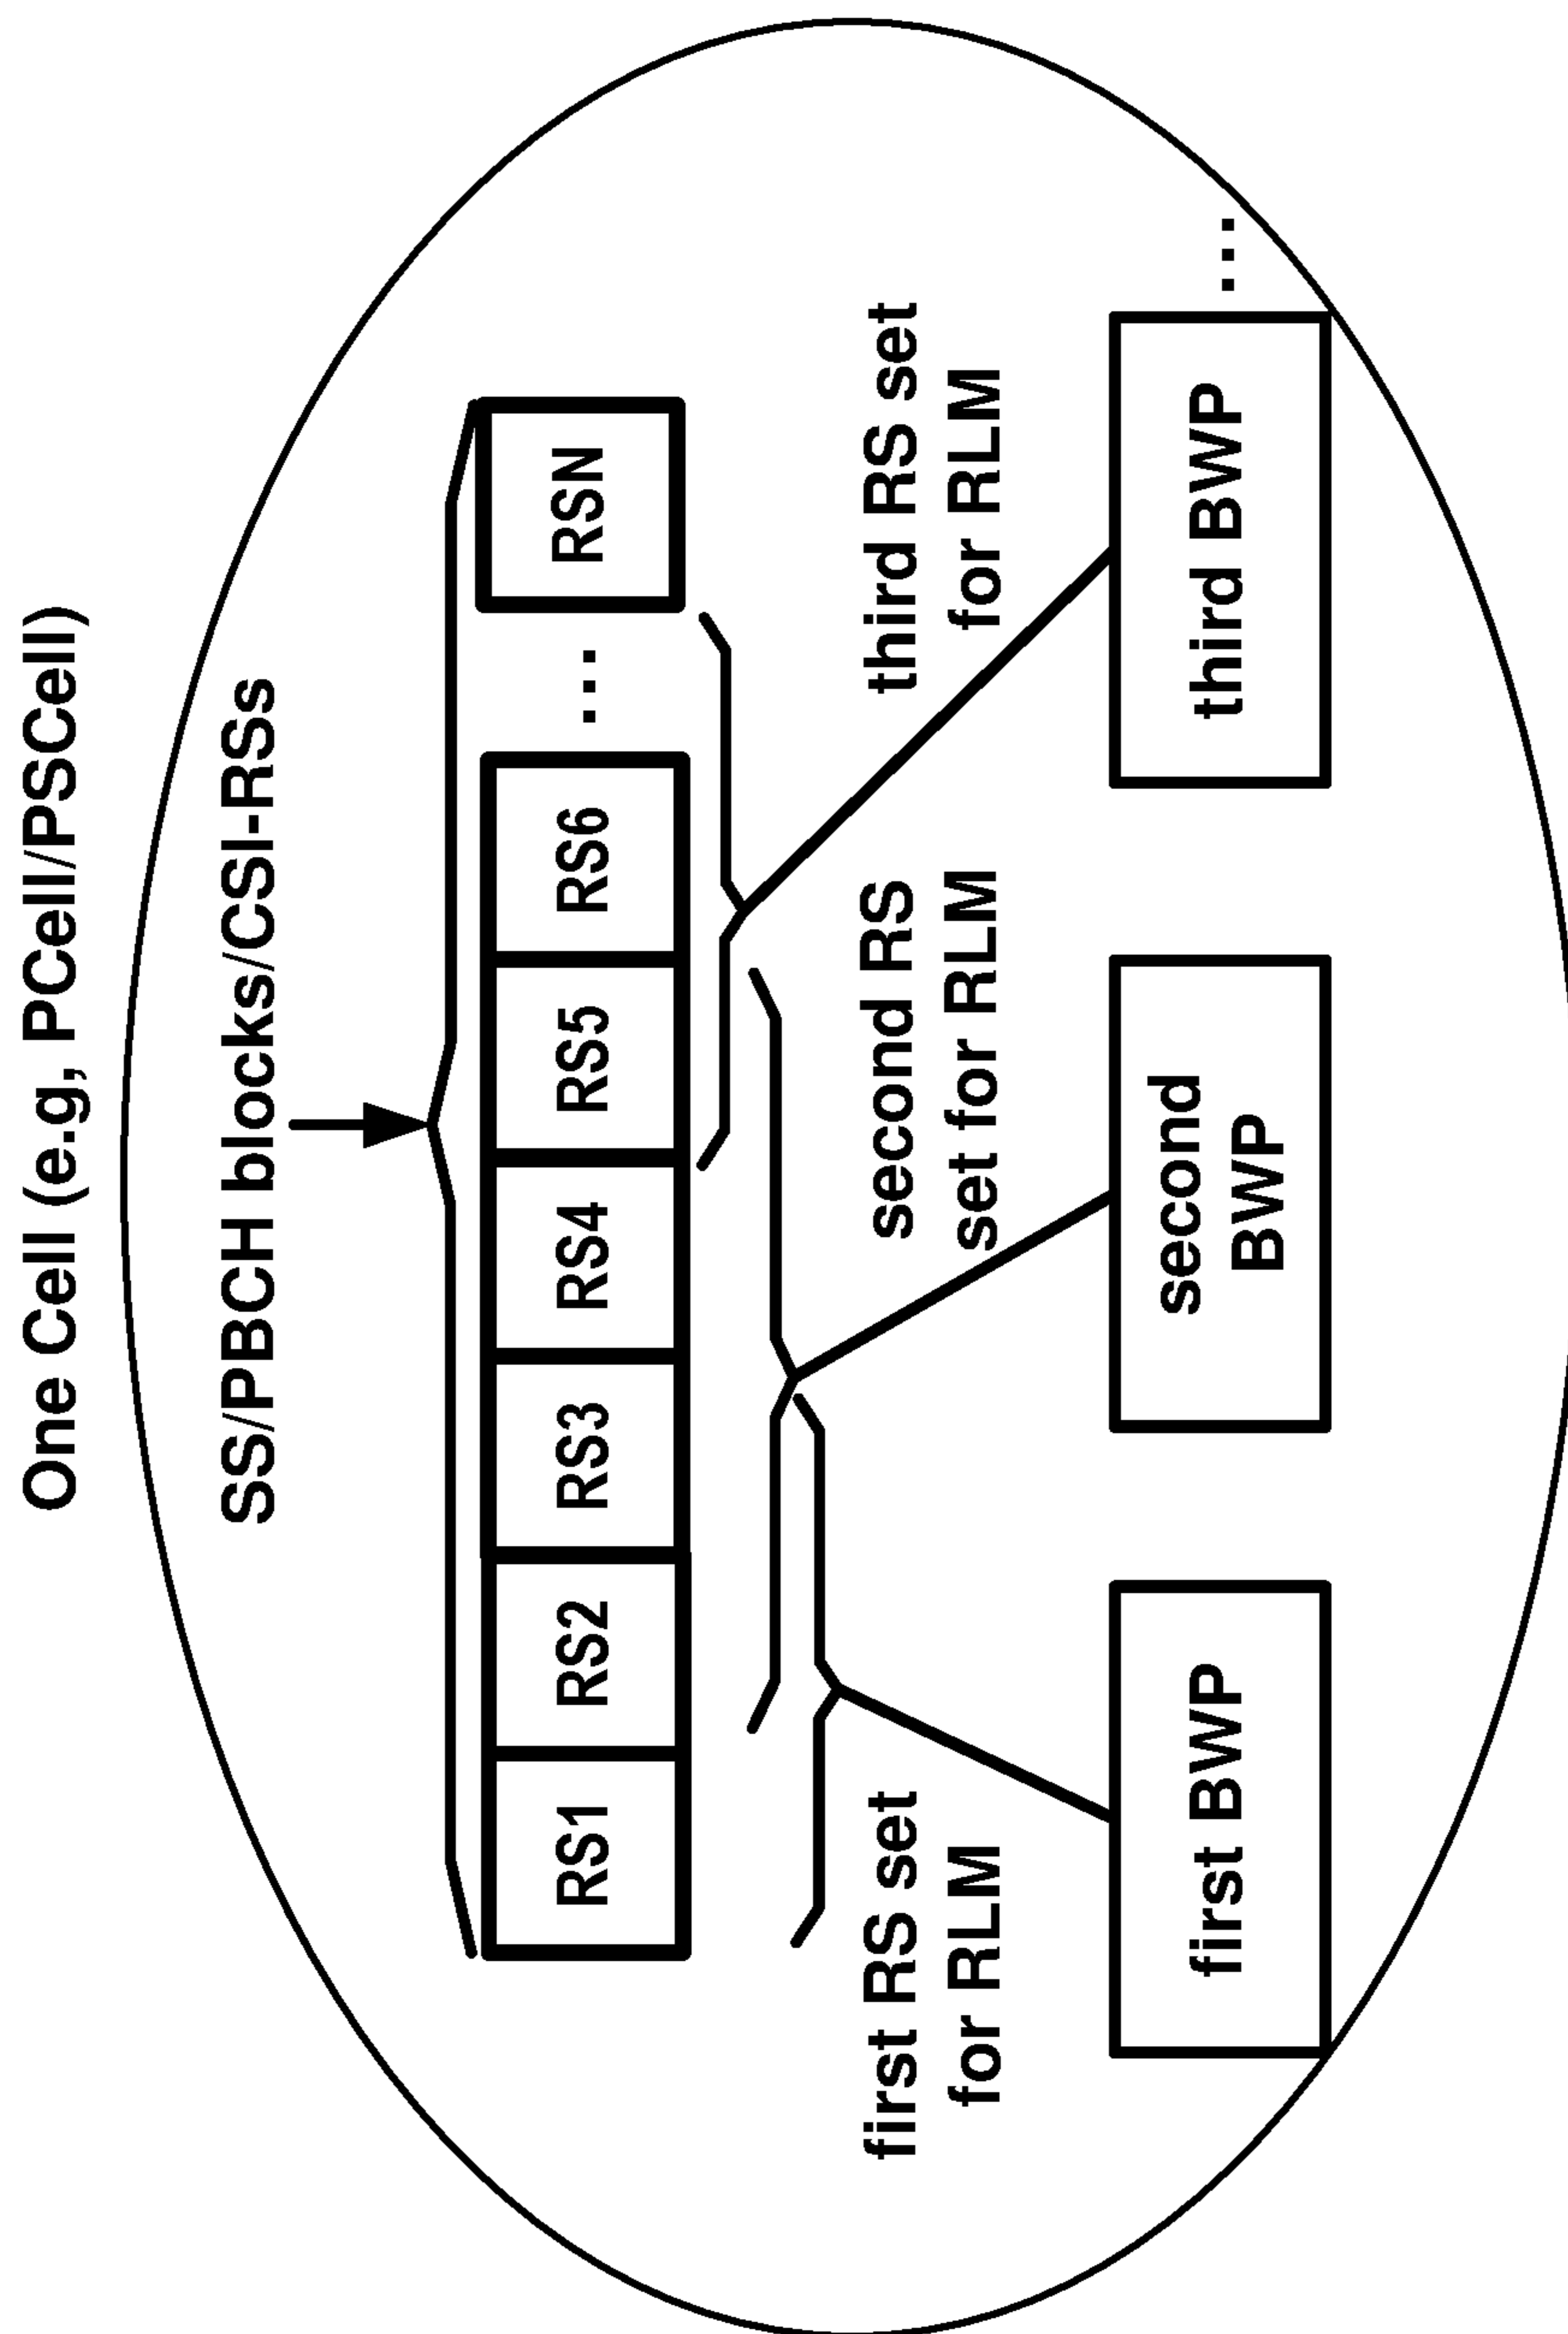 One Cell (e.g, PCell/PSCell)
SS/PBCH blocks/CSI-RSs
RS1 RS2 RS3 RS4 RS5 RS6 ... RSN
first RS set
for RLM
second RS
set for RLM
third RS set
for RLM
first BWP
second
BWP
third BWP
...